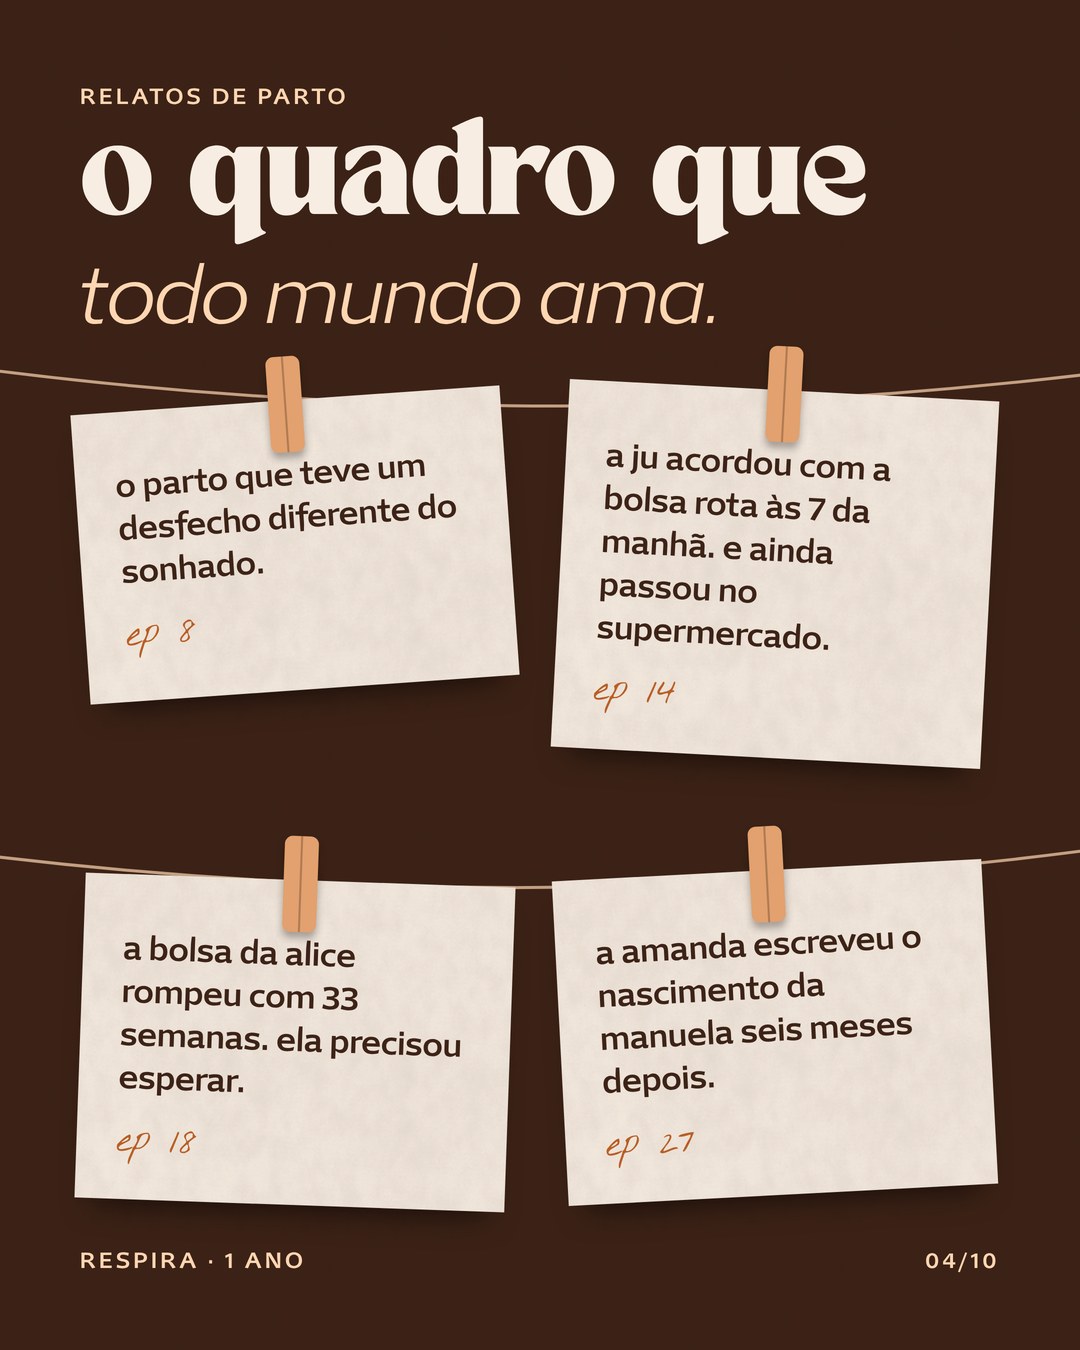 RELATOS DE PARTO
o quadro que
todo mundo ama.
o parto que teve um
desfecho diferente do
sonhado.
ep 8
a ju acordou com a
bolsa rota às 7 da
manhã. e ainda
passou no
supermercado.
ep 14
a bolsa da alice
rompeu com 33
semanas. ela precisou
esperar.
ep 18
a amanda escreveu o
nascimento da
manuela seis meses
depois.
ep 27
RESPIRA · 1 ANO
04/10